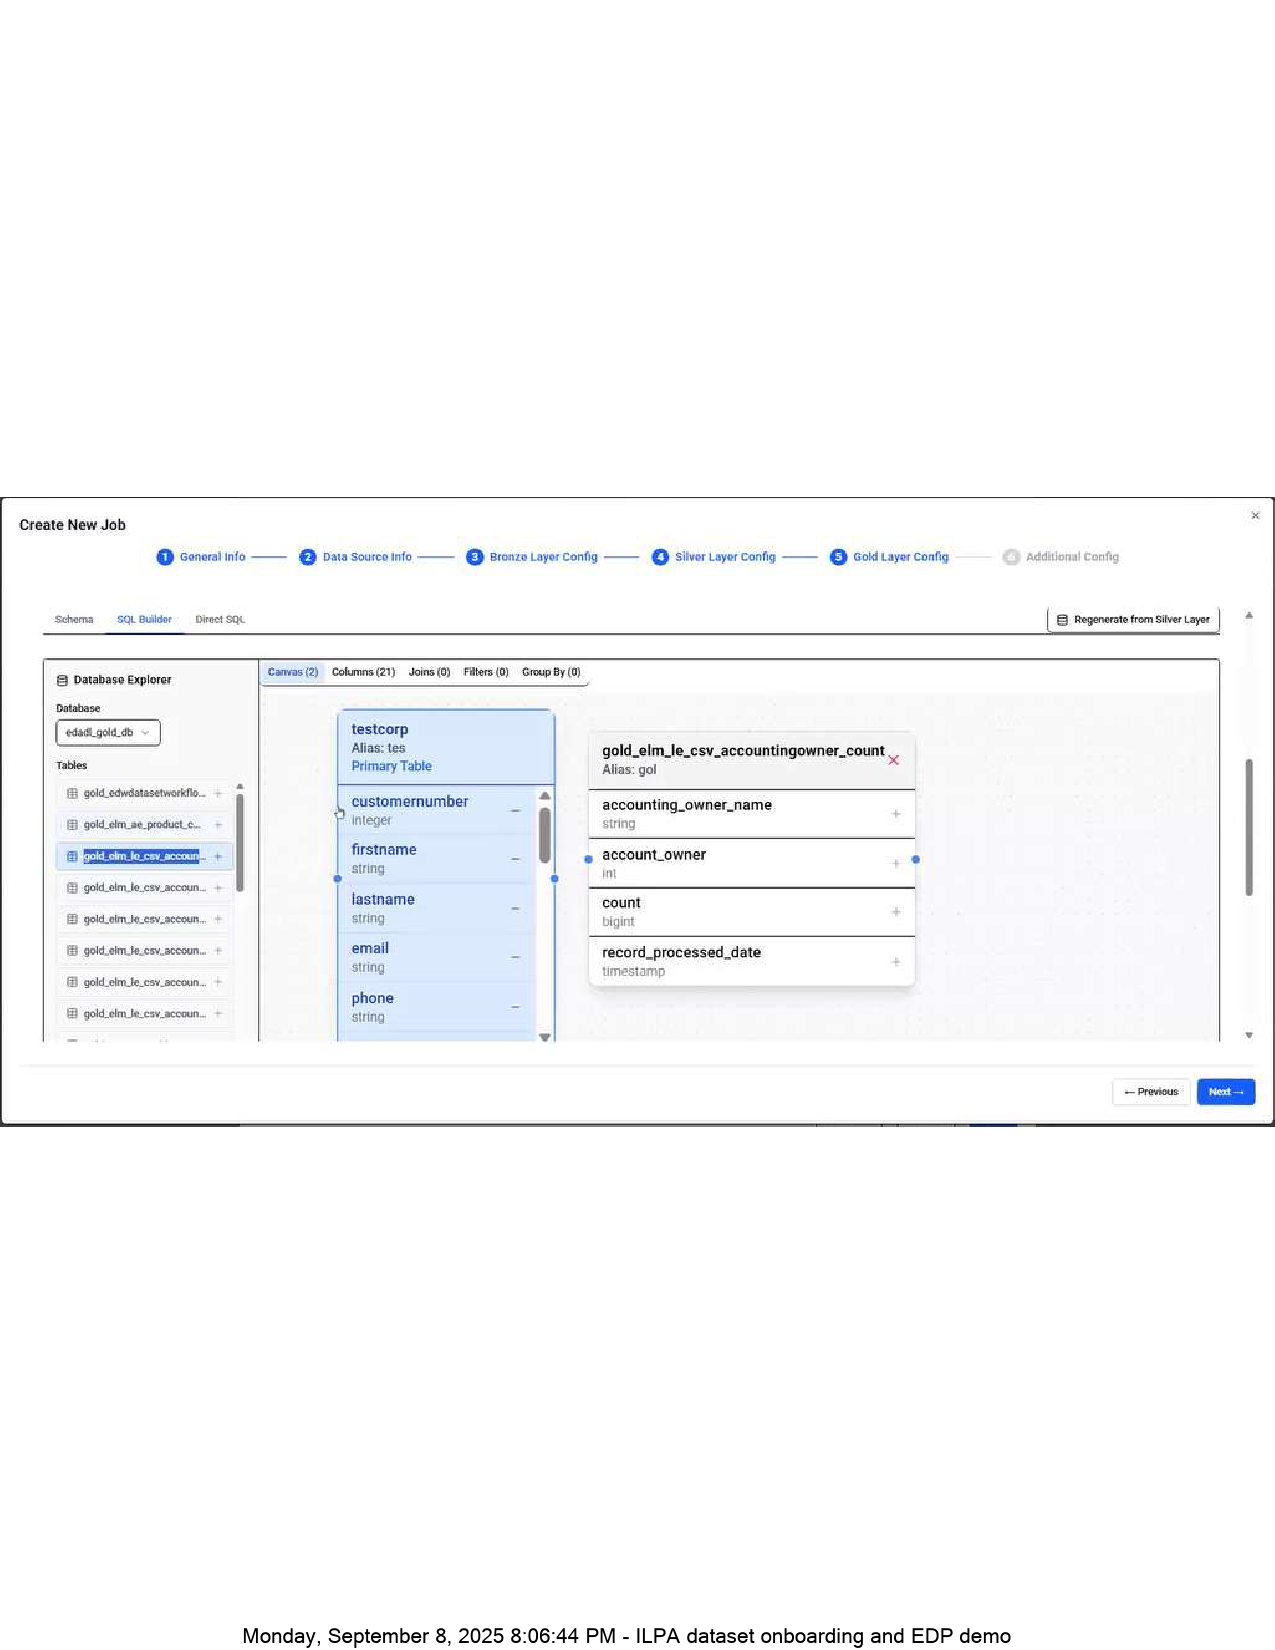 Create New Job
1 General Info 2 Data Source Info 3 Bronze Layer Config 4 Silver Layer Config 5 Gold Layer Config 6 Additional Config
Schema SQL Builder Direct SQL Regenerate from Silver Layer
Database Explorer
Database
edadl_gold_db
Tables
gold_edwdatasetworkflo...
gold_elm_ae_product_c...
gold_elm_le_csv_accoun...
gold_elm_le_csv_accoun...
gold_elm_le_csv_accoun...
gold_elm_le_csv_accoun...
gold_elm_le_csv_accoun...
gold_elm_le_csv_accoun...
Canvas (2) Columns (21) Joins (0) Filters (0) Group By (0)
testcorp
Alias: tes
Primary Table
customernumber
integer
firstname
string
lastname
string
email
string
phone
string
gold_elm_le_csv_accountingowner_count
Alias: gol
accounting_owner_name
string
account_owner
int
count
bigint
record_processed_date
timestamp
← Previous Next →
Monday, September 8, 2025 8:06:44 PM - ILPA dataset onboarding and EDP demo